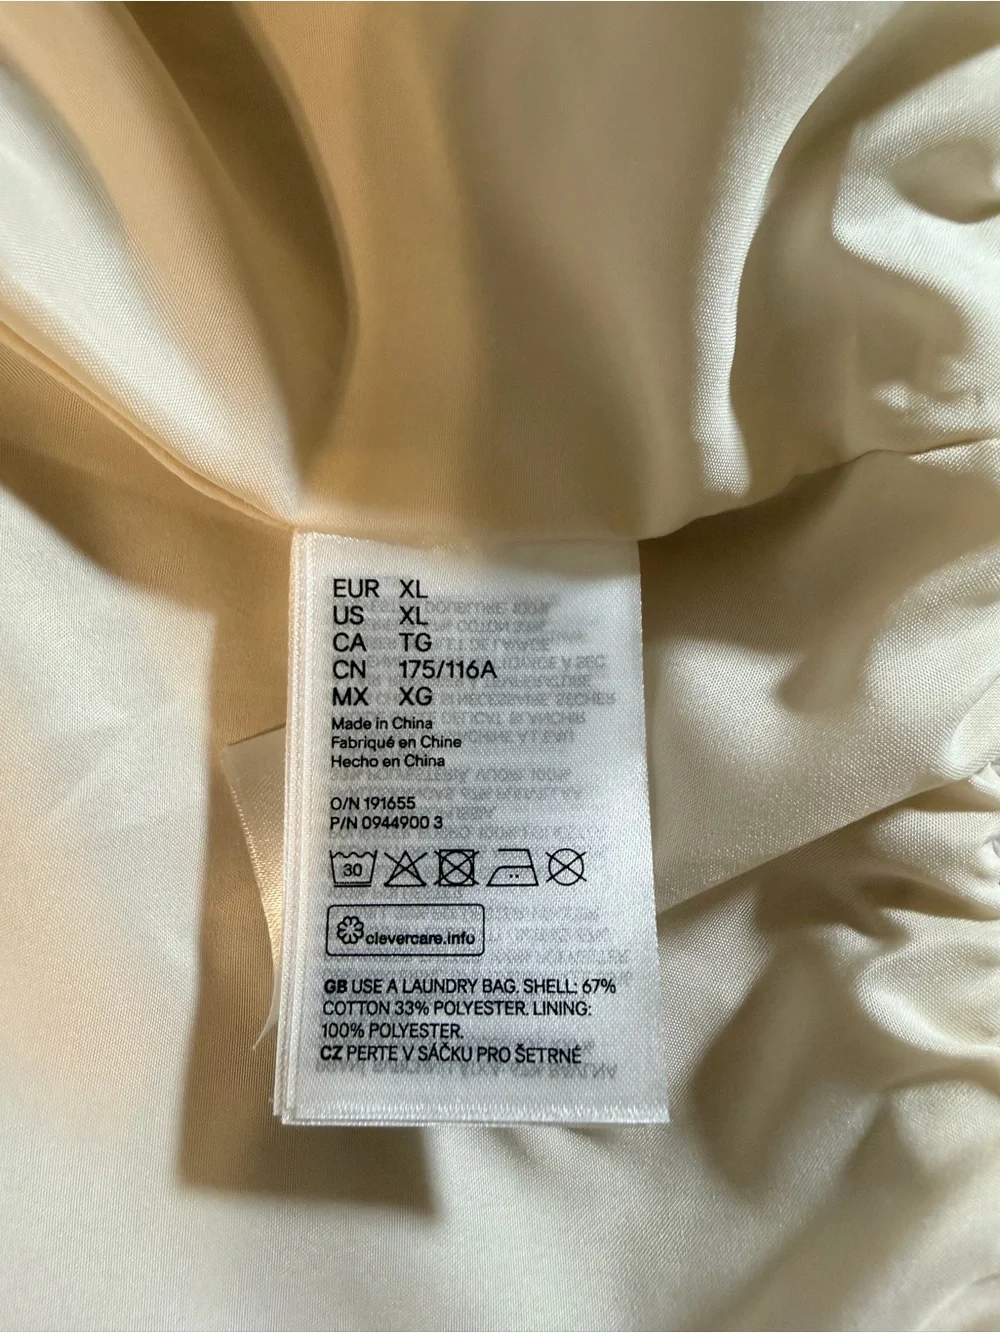 EUR XL
US XL
CA TG
CN 175/116A
MX XG
Made in China
Fabriqué en Chine
Hecho en China
O/N 191655
P/N 0944900 3
30
clevercare.info
GB USE A LAUNDRY BAG. SHELL: 67%
COTTON 33% POLYESTER. LINING:
100% POLYESTER.
CZ PERTE V SÁČKU PRO ŠETRNÉ